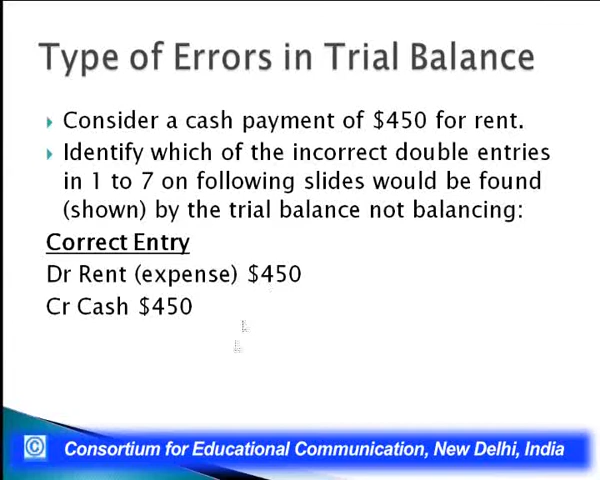 Type of Errors in Trial Balance
Consider a cash payment of $450 for rent.
Identify which of the incorrect double entries
in 1 to 7 on following slides would be found
(shown) by the trial balance not balancing:
Correct Entry
Dr Rent (expense) $450
Cr Cash $450
© Consortium for Educational Communication, New Delhi, India